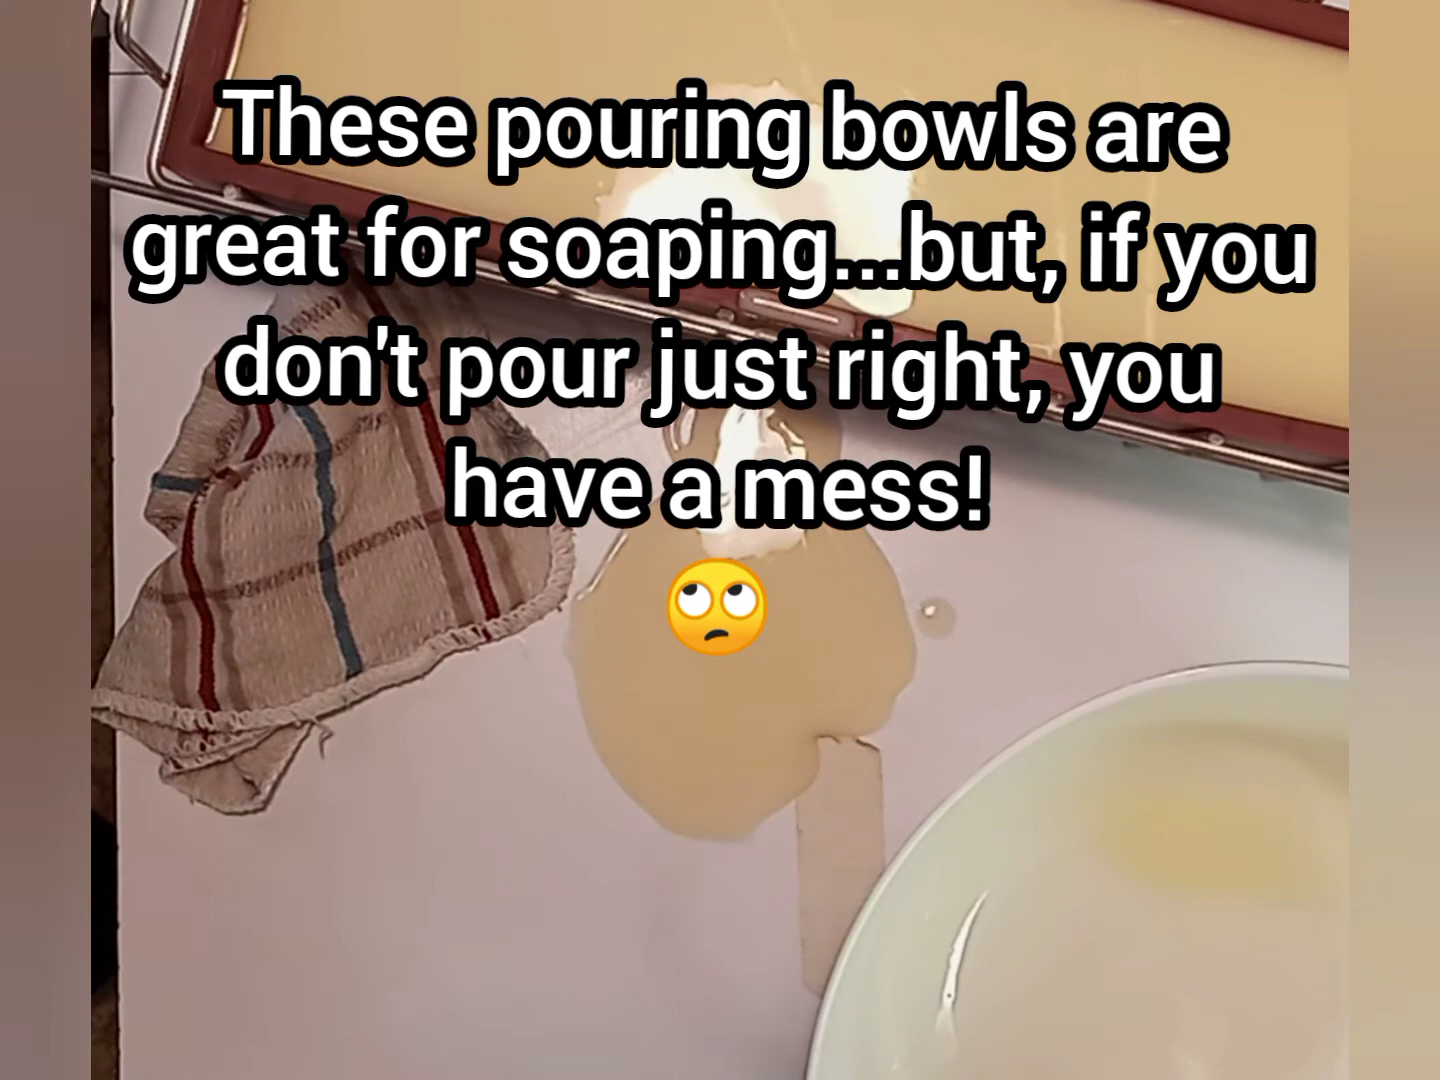 These pouring bowls are
great for soaping...but, if you
don't pour just right, you
have a mess!
🙄